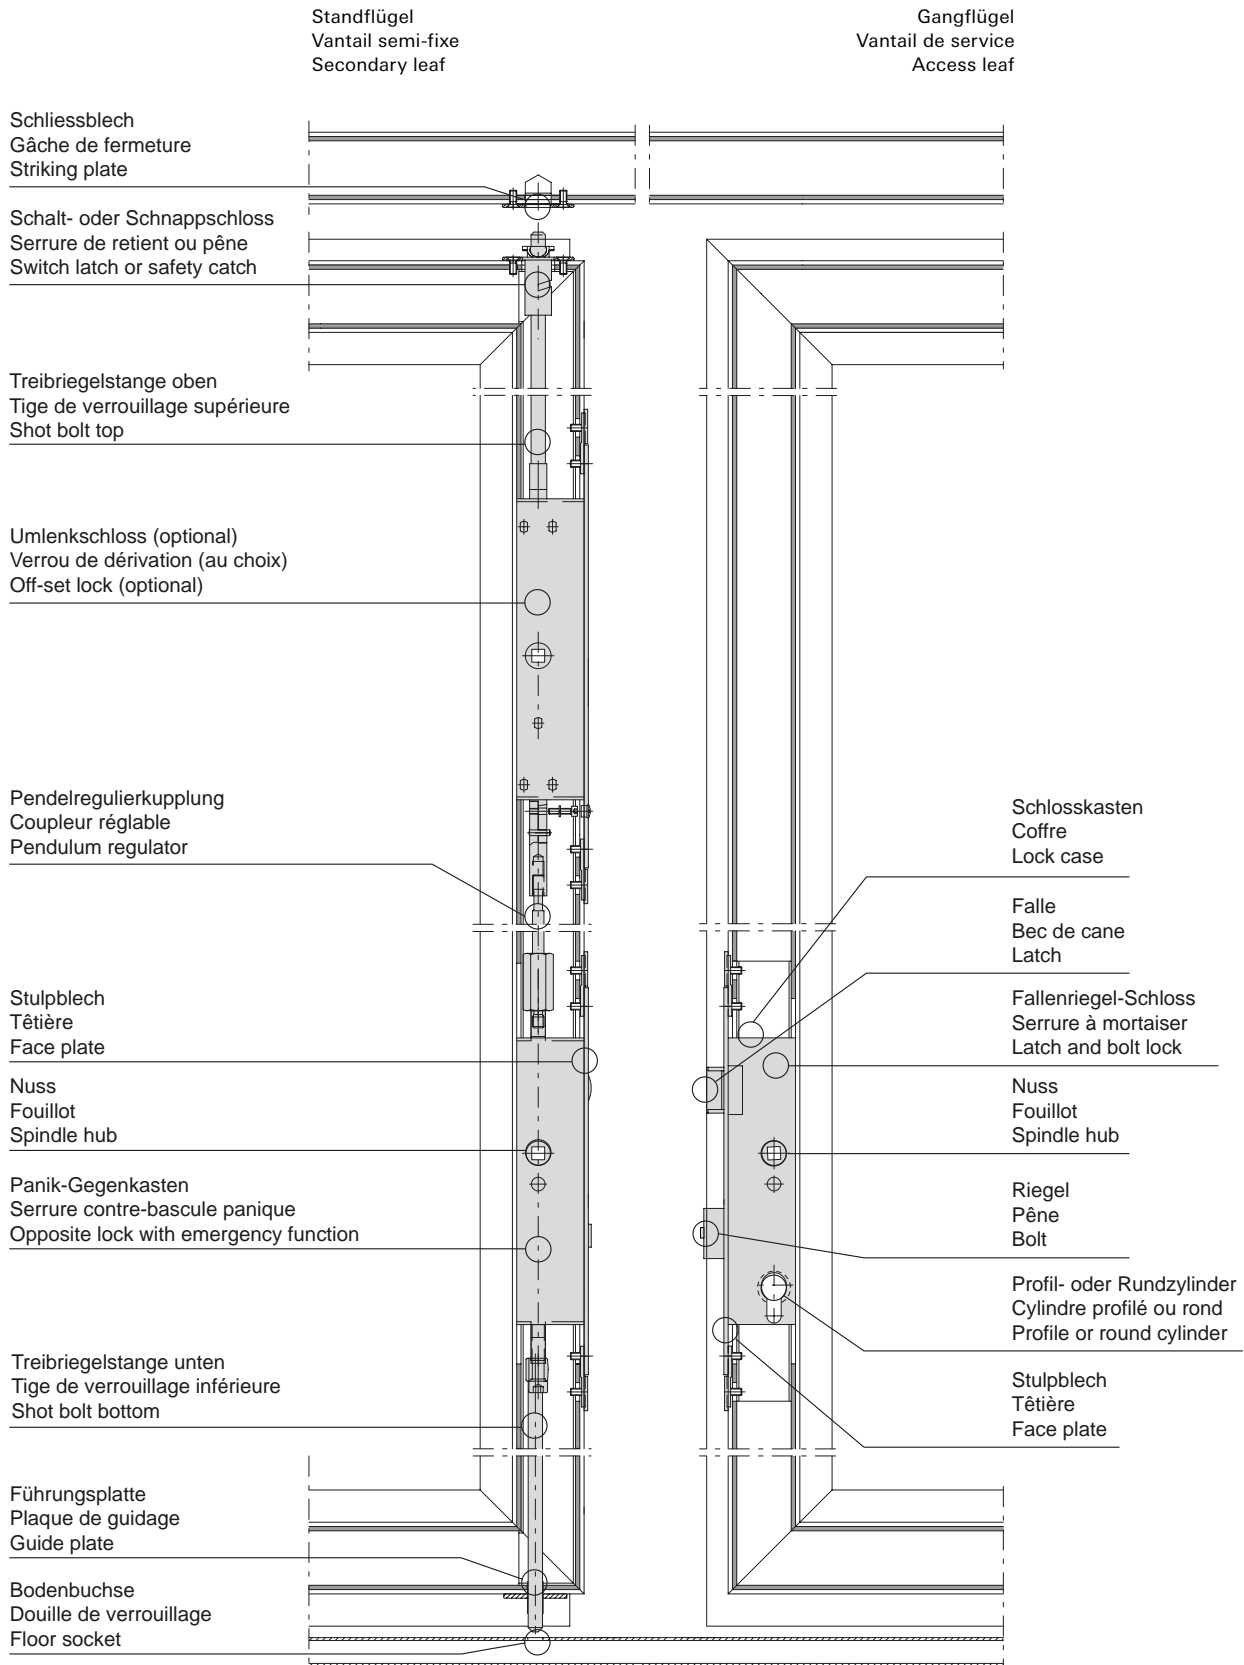 Standflügel
Vantail semi-fixe
Secondary leaf
Gangflügel
Vantail de service
Access leaf
Schliessblech
Gâche de fermeture
Striking plate
Schalt- oder Schnappschloss
Serrure de retient ou pêne
Switch latch or safety catch
Treibriegelstange oben
Tige de verrouillage supérieure
Shot bolt top
Umlenkschloss (optional)
Verrou de dérivation (au choix)
Off-set lock (optional)
Pendelregulierkupplung
Coupleur réglable
Pendulum regulator
Stulpblech
Têtière
Face plate
Nuss
Fouillot
Spindle hub
Panik-Gegenkasten
Serrure contre-bascule panique
Opposite lock with emergency function
Treibriegelstange unten
Tige de verrouillage inférieure
Shot bolt bottom
Führungsplatte
Plaque de guidage
Guide plate
Bodenbuchse
Douille de verrouillage
Floor socket
Schlosskasten
Coffre
Lock case
Falle
Bec de cane
Latch
Fallenriegel-Schloss
Serrure à mortaiser
Latch and bolt lock
Nuss
Fouillot
Spindle hub
Riegel
Pêne
Bolt
Profil- oder Rundzylinder
Cylindre profilé ou rond
Profile or round cylinder
Stulpblech
Têtière
Face plate